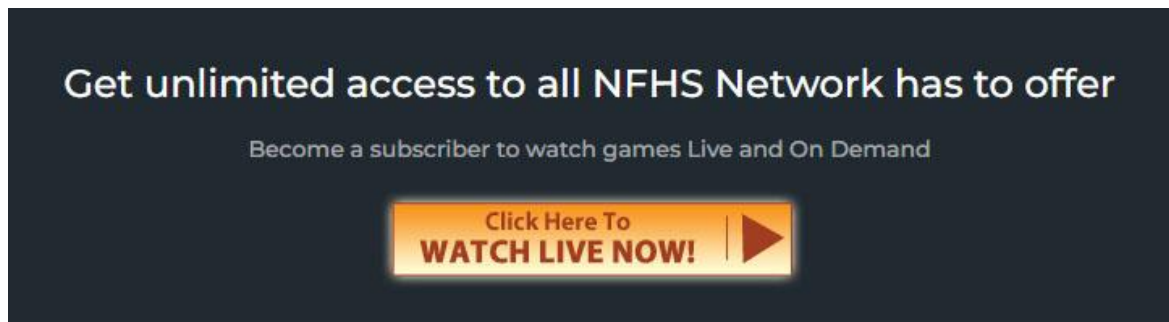 Get unlimited access to all NFHS Network has to offer
Become a subscriber to watch games Live and On Demand
Click Here To
WATCH LIVE NOW!